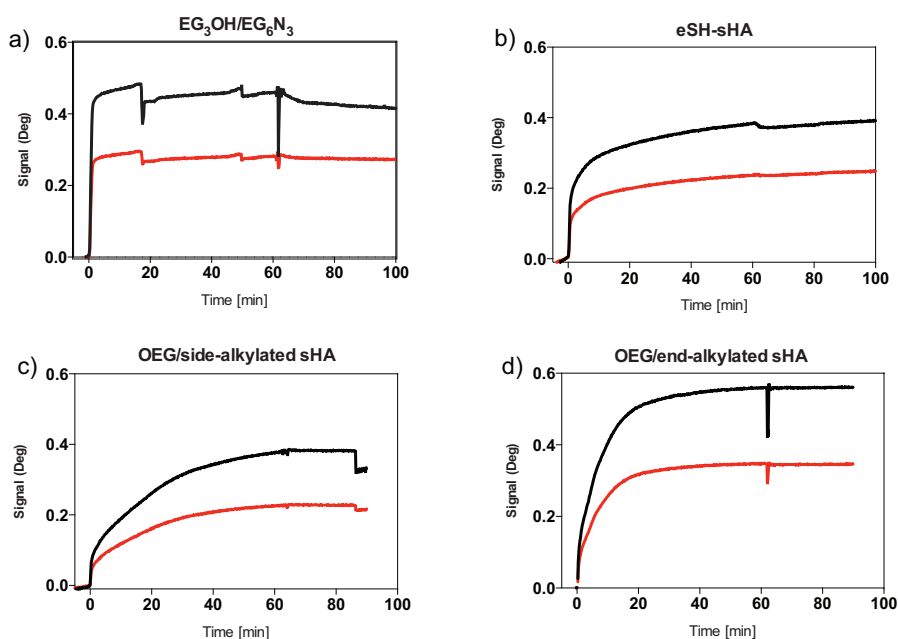 a)
EG₃OH/EG₆N₃
Signal (Deg)
0.6
0.4
0.2
0.0
0 20 40 60 80 100
Time [min]
b)
eSH-sHA
Signal (Deg)
0.6
0.4
0.2
0.0
0 20 40 60 80 100
Time [min]
c)
OEG/side-alkylated sHA
Signal (Deg)
0.6
0.4
0.2
0.0
0 20 40 60 80 100
Time [min]
d)
OEG/end-alkylated sHA
Signal (Deg)
0.6
0.4
0.2
0.0
0 20 40 60 80 100
Time [min]